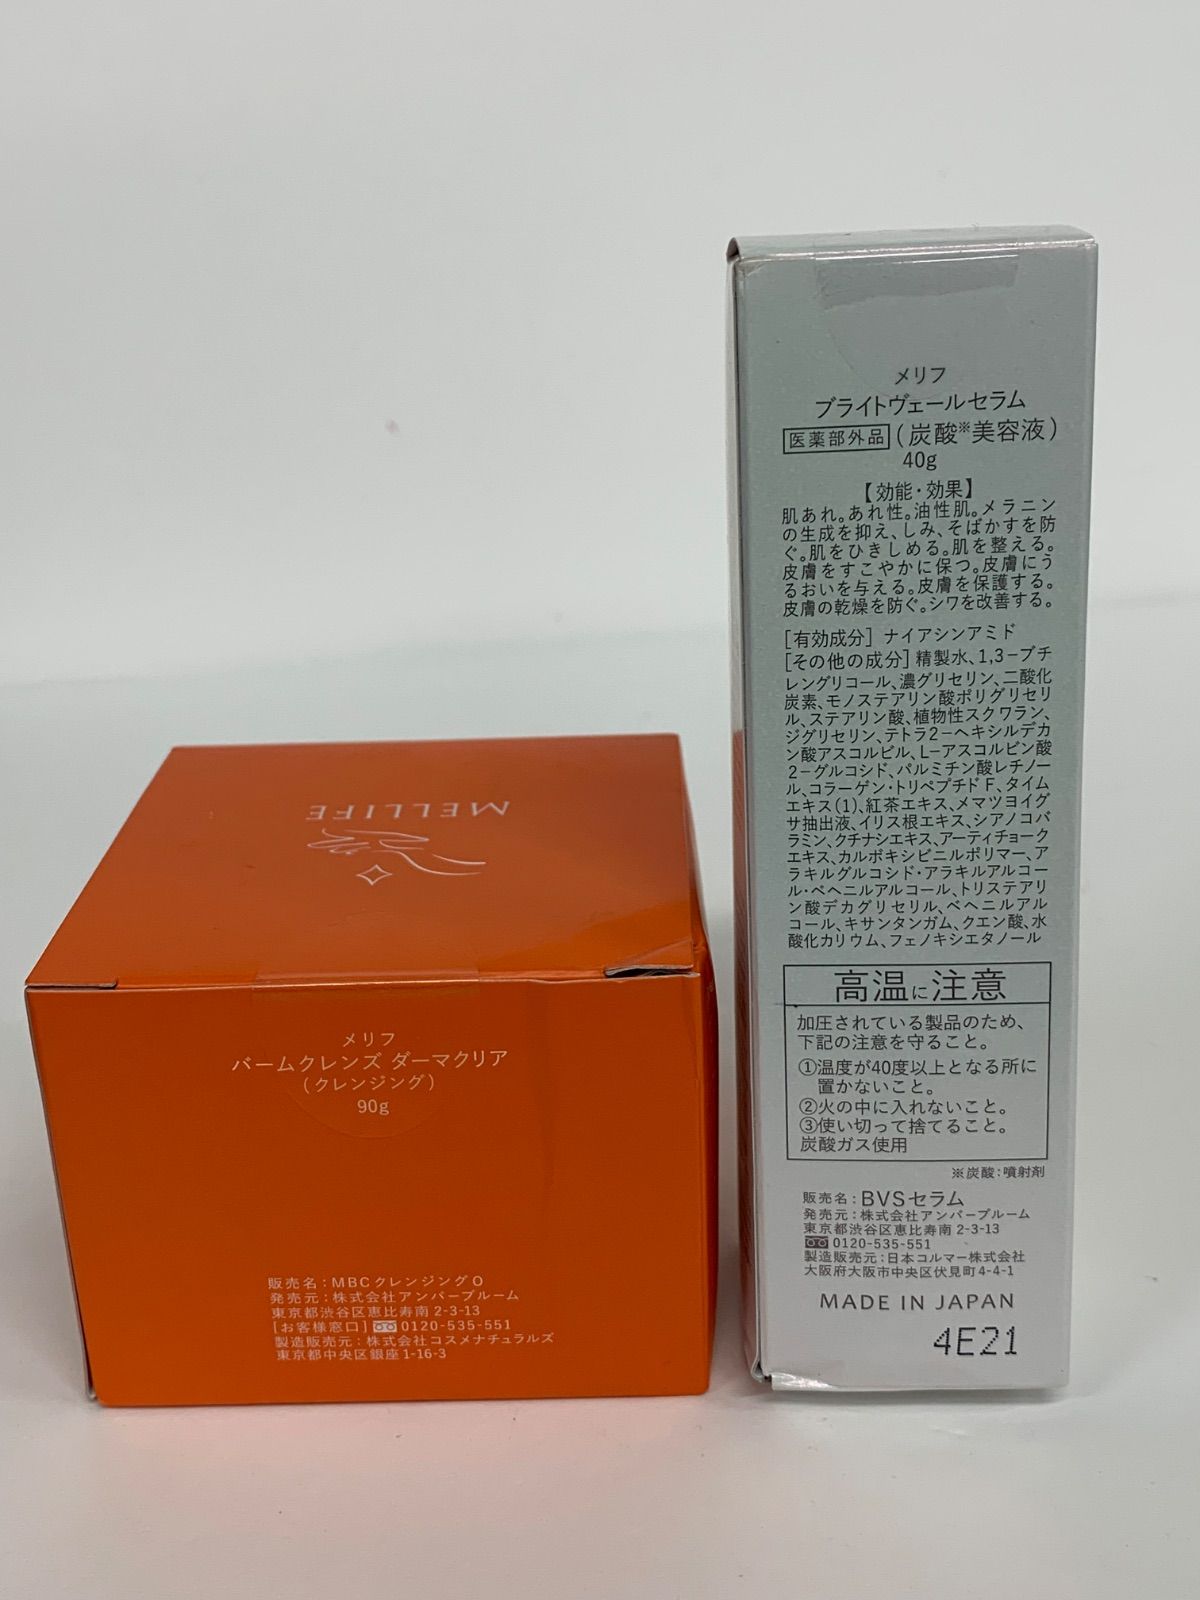 MELLIFE
メリフ
バームクレンズ ダーマクリア
(クレンジング)
90g
販売名:MBCクレンジングO
発売元:株式会社アンバーブルーム
東京都渋谷区恵比寿南2-3-13
[お客様窓口] 0120-535-551
製造販売元:株式会社コスメナチュラルズ
東京都中央区銀座1-16-3
メリフ
ブライトヴェールセラム
医薬部外品 (炭酸※美容液)
40g
【効能・効果】
肌あれ。あれ性。油性肌。メラニン
の生成を抑え、しみ、そばかすを防
ぐ。肌をひきしめる。肌を整える。
皮膚をすこやかに保つ。皮膚にう
るおいを与える。皮膚を保護する。
皮膚の乾燥を防ぐ。シワを改善する。
[有効成分] ナイアシンアミド
[その他の成分] 精製水、1,3-ブチ
レングリコール、濃グリセリン、二酸化
炭素、モノステアリン酸ポリグリセリ
ル、ステアリン酸、植物性スクワラン、
ジグリセリン、テトラ2-ヘキシルデカ
ン酸アスコルビル、L-アスコルビン酸
2-グルコシド、パルミチン酸レチノー
ル、コラーゲン・トリペプチド F、タイム
エキス(1)、紅茶エキス、メマツヨイグ
サ抽出液、イリス根エキス、シアノコバ
ラミン、クチナシエキス、アーティチョーク
エキス、カルボキシビニルポリマー、ア
ラキルグルコシド・アラキルアルコー
ル・ベヘニルアルコール、トリステアリ
ン酸デカグリセリル、ベヘニルアル
コール、キサンタンガム、クエン酸、水
酸化カリウム、フェノキシエタノール
高温に注意
加圧されている製品のため、
下記の注意を守ること。
①温度が40度以上となる所に
置かないこと。
②火の中に入れないこと。
③使い切って捨てること。
炭酸ガス使用
※炭酸:噴射剤
販売名:BVSセラム
発売元:株式会社アンバーブルーム
東京都渋谷区恵比寿南2-3-13
0120-535-551
製造販売元:日本コルマー株式会社
大阪府大阪市中央区伏見町4-4-1
MADE IN JAPAN
4E21